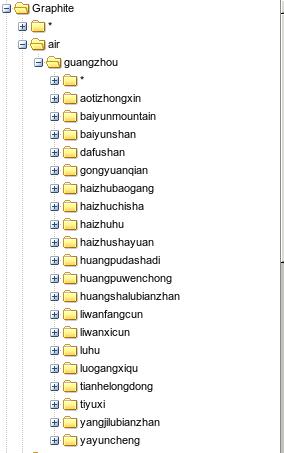 Graphite
*
air
guangzhou
*
aotizhongxin
baiyunmountain
baiyunshan
dafushan
gongyuanqian
haizhubaogang
haizhuchisha
haizhuhu
haizhushayuan
huangpudashadi
huangpuwenchong
huangshalubianzhan
liwanfangcun
liwanxicun
luhu
luogangxiqu
tianhelongdong
tiyuxi
yangjilubianzhan
yayuncheng